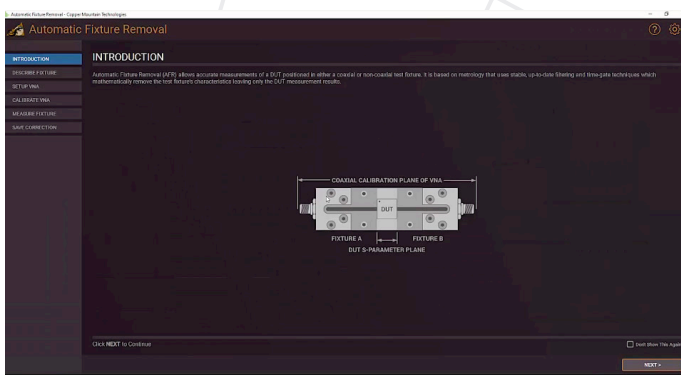 Automatic Fixture Removal - Copper Mountain Technologies
Automatic Fixture Removal
INTRODUCTION
DESCRIBE FIXTURE
SETUP VNA
CALIBRATE VNA
MEASURE FIXTURE
SAVE CORRECTION
INTRODUCTION
Automatic Fixture Removal (AFR) allows accurate measurements of a DUT positioned in either a coaxial or non-coaxial test fixture. It is based on metrology that uses stable, up-to-date filtering and time-gate techniques which
mathematically remove the test fixture's characteristics leaving only the DUT measurement results.
COAXIAL CALIBRATION PLANE OF VNA
DUT
FIXTURE A FIXTURE B
DUT S-PARAMETER PLANE
Click NEXT to Continue
Don't Show This Again
NEXT >